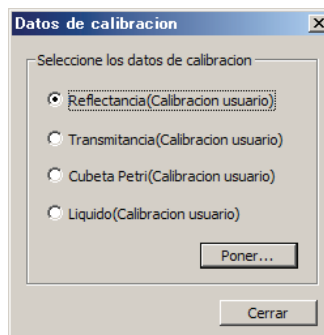 Datos de calibracion
Seleccione los datos de calibracion
Reflectancia(Calibracion usuario)
Transmitancia(Calibracion usuario)
Cubeta Petri(Calibracion usuario)
Liquido(Calibracion usuario)
Poner...
Cerrar